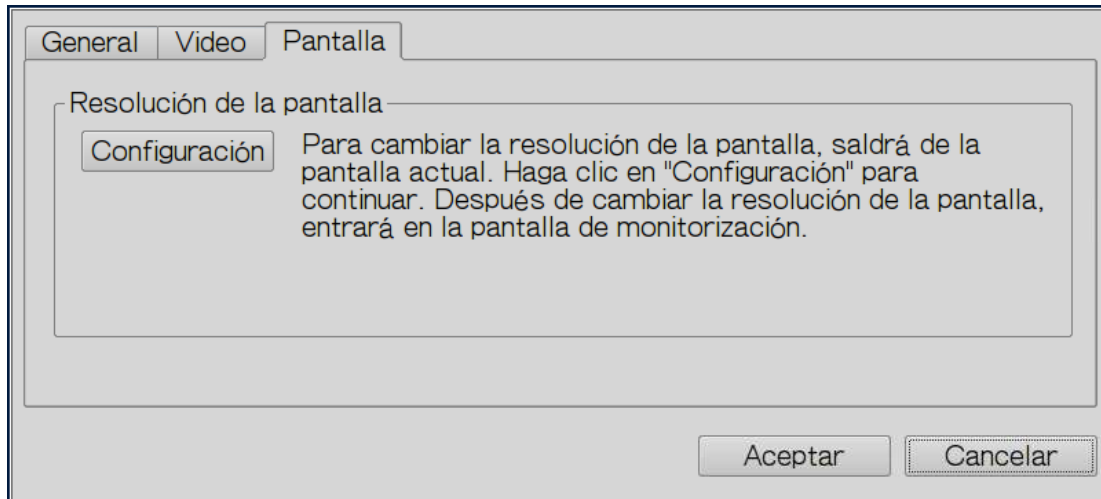 General Video Pantalla
Resolución de la pantalla
Configuración
Para cambiar la resolución de la pantalla, saldrá de la
pantalla actual. Haga clic en "Configuración" para
continuar. Después de cambiar la resolución de la pantalla,
entrará en la pantalla de monitorización.
Aceptar Cancelar